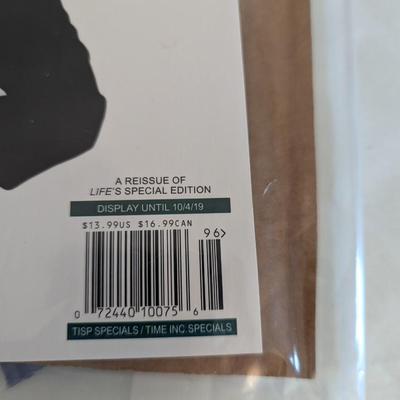 A REISSUE OF
LIFE'S SPECIAL EDITION
DISPLAY UNTIL 10/4/19
$13.99US $16.99CAN
96>
0 72440 10075 6
TISP SPECIALS / TIME INC. SPECIALS